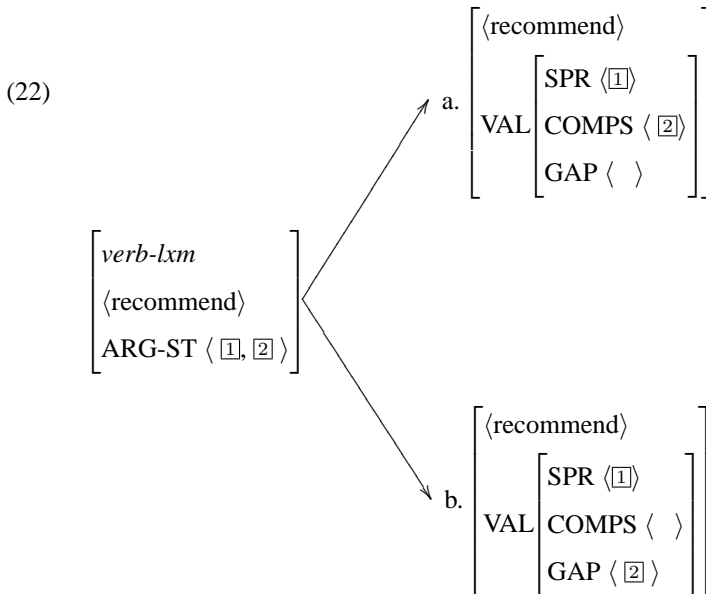 (22)
a. [⟨recommend⟩
VAL [SPR ⟨[1]⟩
COMPS ⟨ [2]⟩
GAP ⟨ ⟩]]
[verb-lxm
⟨recommend⟩
ARG-ST ⟨ [1], [2] ⟩]
b. [⟨recommend⟩
VAL [SPR ⟨[1]⟩
COMPS ⟨ ⟩
GAP ⟨ [2] ⟩]]